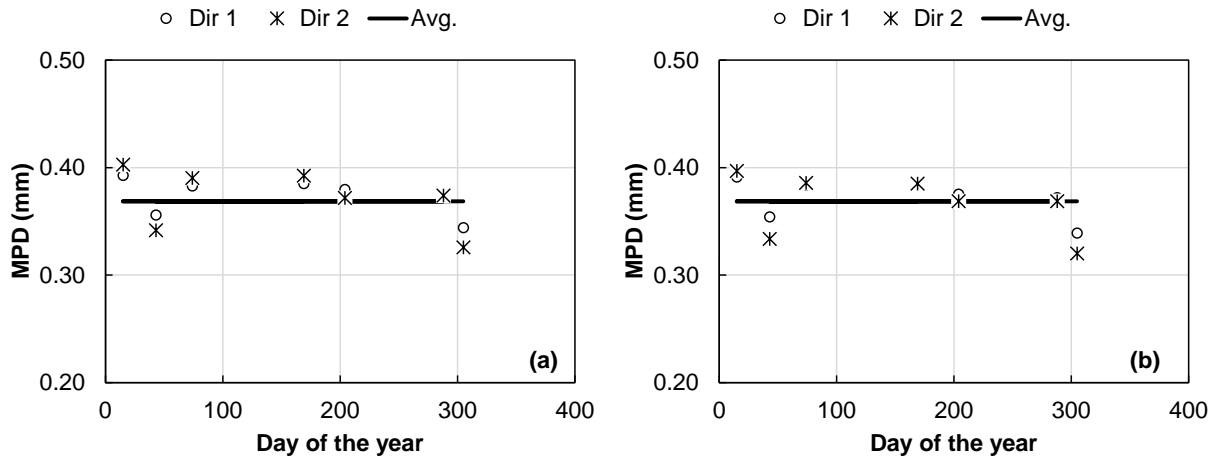 Dir 1 Dir 2 Avg.
0.50
0.40
0.30
0.20
MPD (mm)
0 100 200 300 400
Day of the year
(a)
Dir 1 Dir 2 Avg.
0.50
0.40
0.30
0.20
MPD (mm)
0 100 200 300 400
Day of the year
(b)